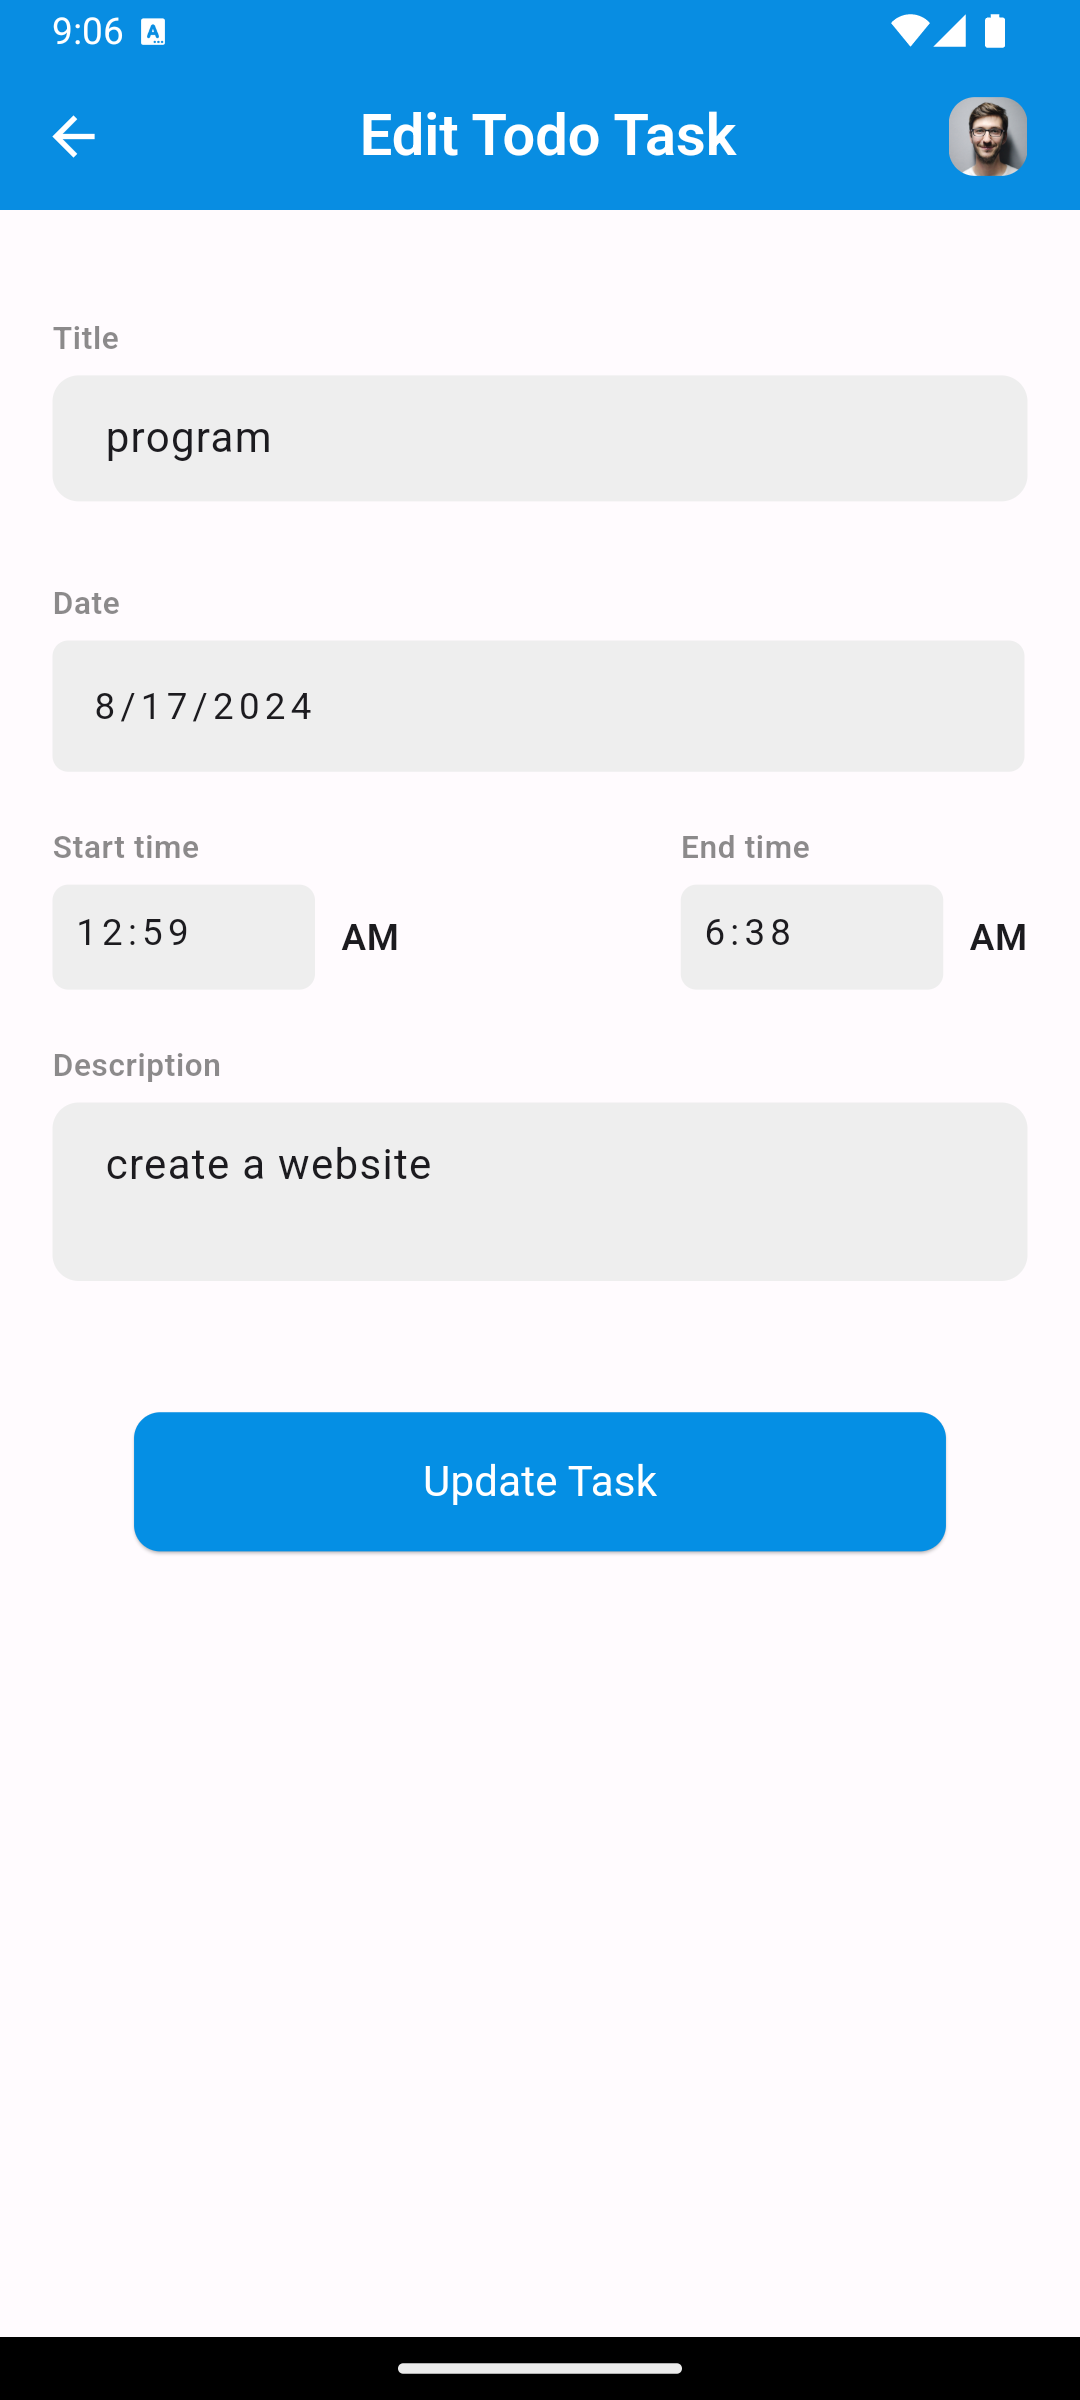 9:06
Edit Todo Task
Title
program
Date
8/17/2024
Start time
End time
12:59 AM
6:38 AM
Description
create a website
Update Task